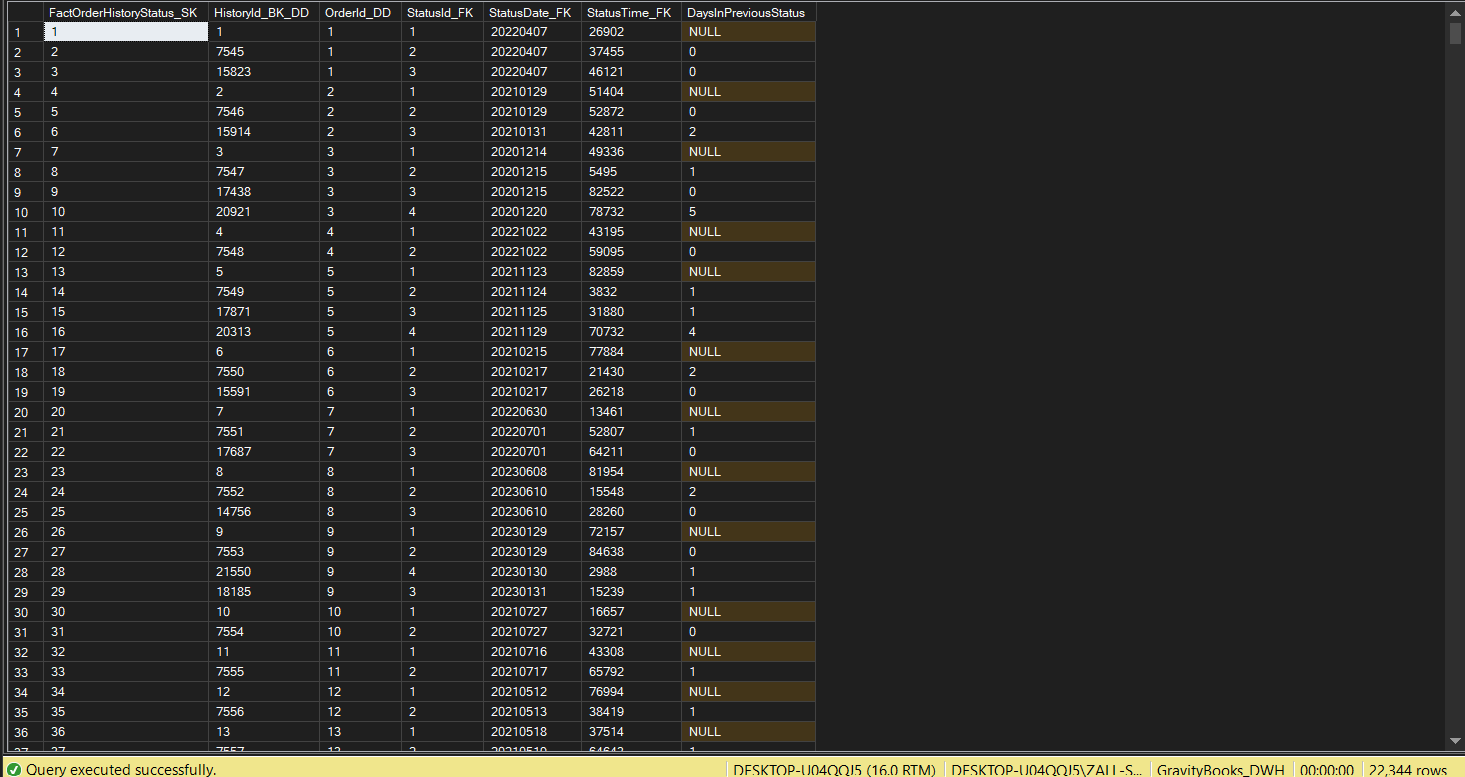 FactOrderHistoryStatus_SK HistoryId_BK_DD OrderId_DD StatusId_FK StatusDate_FK StatusTime_FK DaysInPreviousStatus
1 1 1 1 1 20220407 26902 NULL
2 2 7545 1 2 20220407 37455 0
3 3 15823 1 3 20220407 46121 0
4 4 2 2 1 20210129 51404 NULL
5 5 7546 2 2 20210129 52872 0
6 6 15914 2 3 20210131 42811 2
7 7 3 3 1 20201214 49336 NULL
8 8 7547 3 2 20201215 5495 1
9 9 17438 3 3 20201215 82522 0
10 10 20921 3 4 20201220 78732 5
11 11 4 4 1 20221022 43195 NULL
12 12 7548 4 2 20221022 59095 0
13 13 5 5 1 20211123 82859 NULL
14 14 7549 5 2 20211124 3832 1
15 15 17871 5 3 20211125 31880 1
16 16 20313 5 4 20211129 70732 4
17 17 6 6 1 20210215 77884 NULL
18 18 7550 6 2 20210217 21430 2
19 19 15591 6 3 20210217 26218 0
20 20 7 7 1 20220630 13461 NULL
21 21 7551 7 2 20220701 52807 1
22 22 17687 7 3 20220701 64211 0
23 23 8 8 1 20230608 81954 NULL
24 24 7552 8 2 20230610 15548 2
25 25 14756 8 3 20230610 28260 0
26 26 9 9 1 20230129 72157 NULL
27 27 7553 9 2 20230129 84638 0
28 28 21550 9 4 20230130 2988 1
29 29 18185 9 3 20230131 15239 1
30 30 10 10 1 20210727 16657 NULL
31 31 7554 10 2 20210727 32721 0
32 32 11 11 1 20210716 43308 NULL
33 33 7555 11 2 20210717 65792 1
34 34 12 12 1 20210512 76994 NULL
35 35 7556 12 2 20210513 38419 1
36 36 13 13 1 20210518 37514 NULL
37 37 7557 13 2 20210519 64643 1
Query executed successfully. DESKTOP-U04QQJ5 (16.0 RTM) DESKTOP-U04QQJ5\ZALL-S... GravityBooks_DWH 00:00:00 22,344 rows